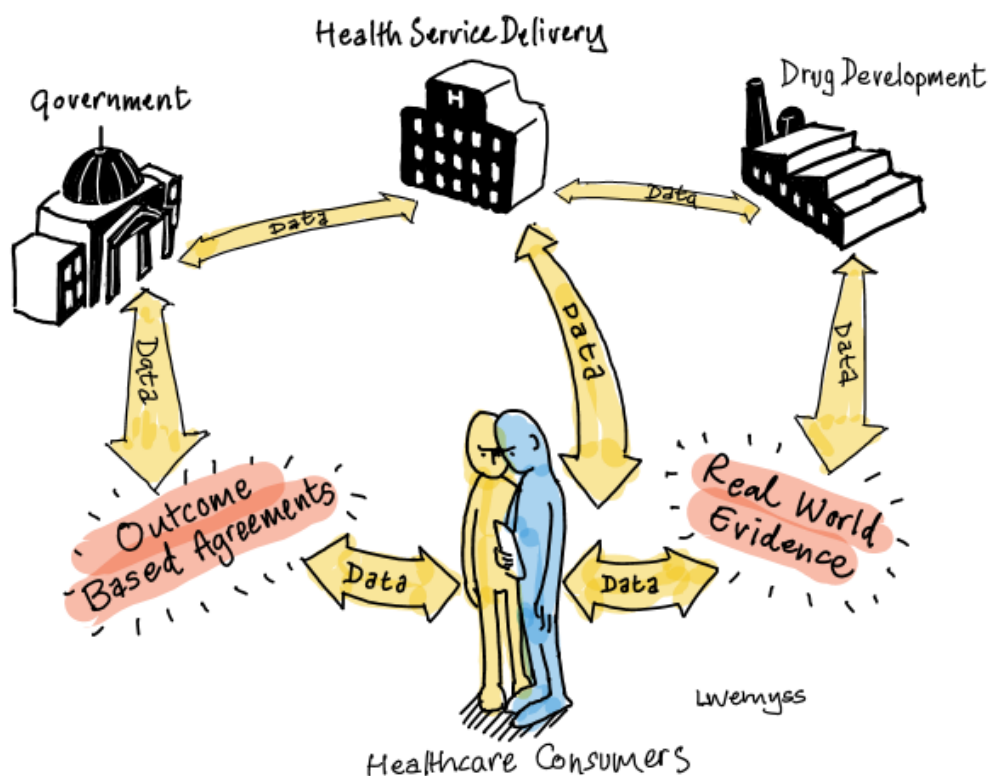 Health Service Delivery
Government
Drug Development
H
Data
Data
Data
Data
Data
Outcome
Based Agreements
Real World
Evidence
Data
Data
Lwemyss
Healthcare Consumers